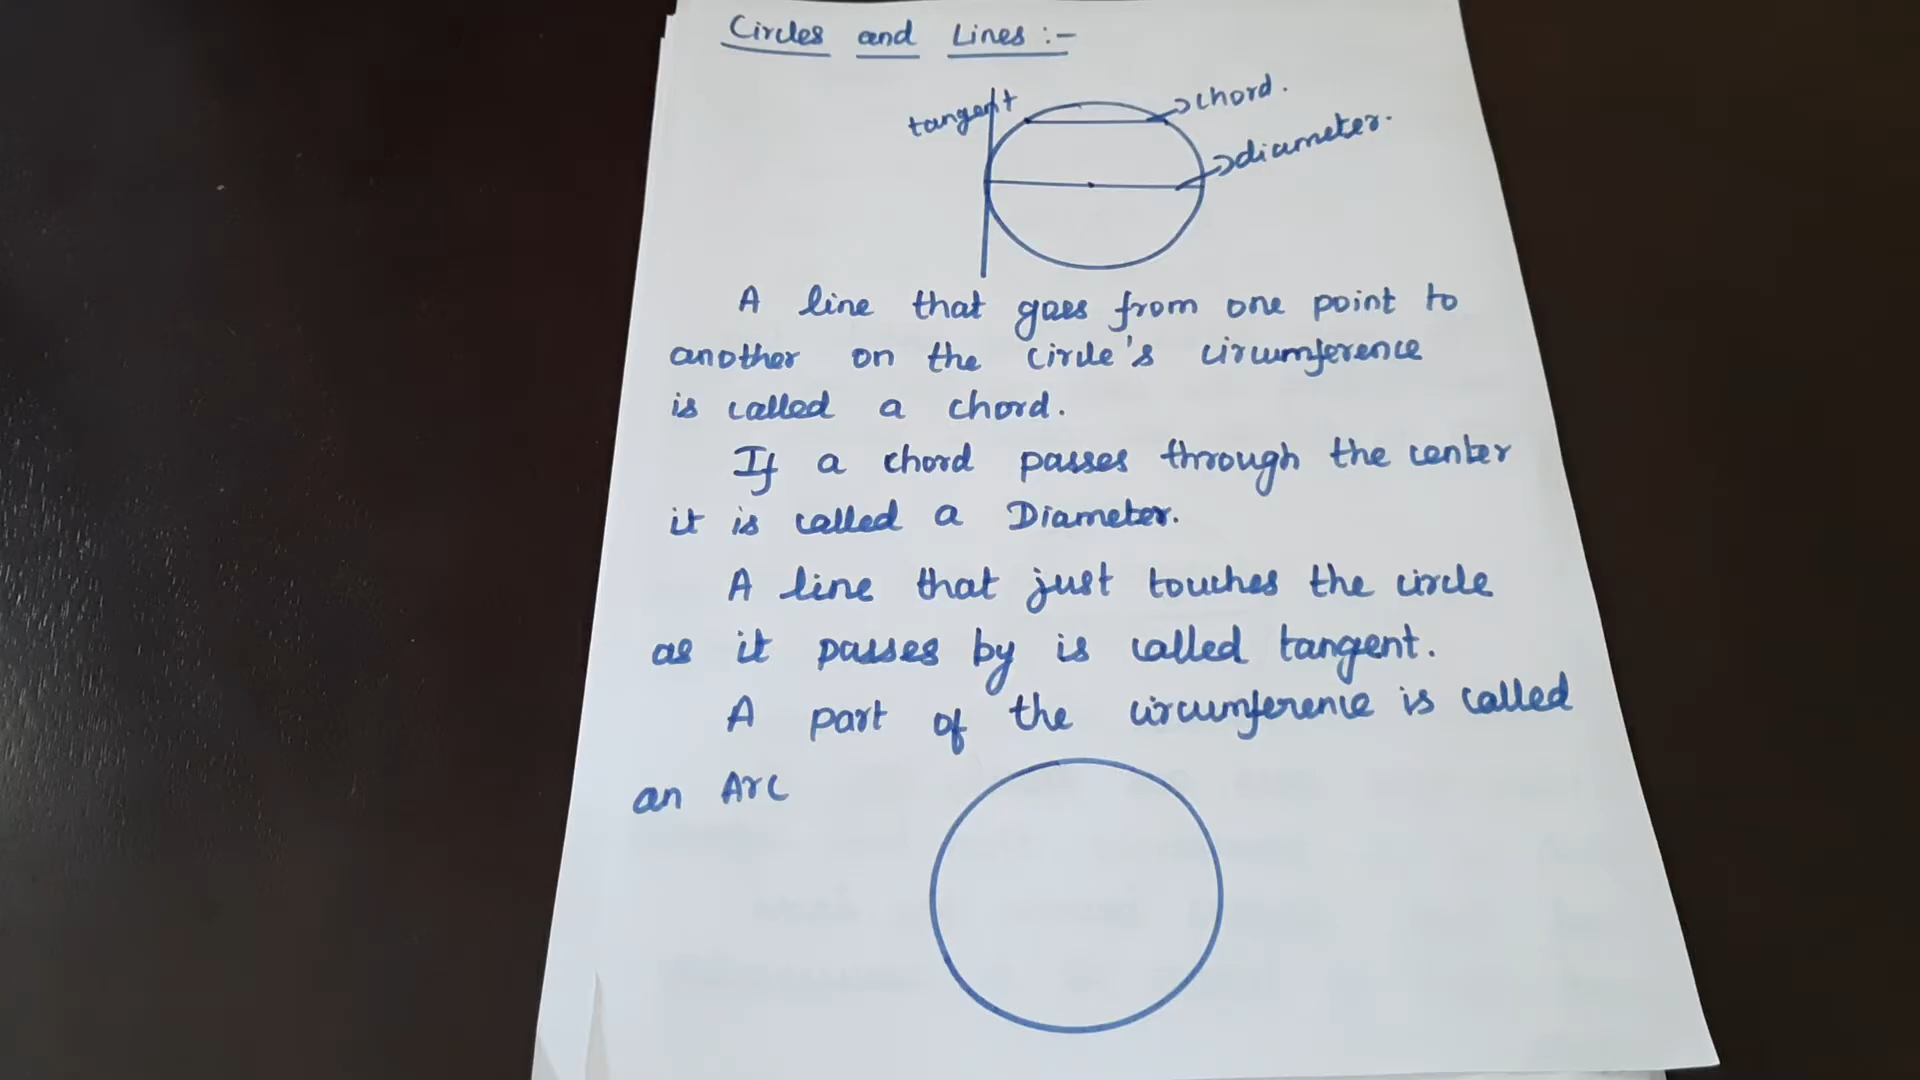 Circles and Lines :-
tangent
chord.
diameter.
A line that goes from one point to
another on the circle's circumference
is called a chord.
If a chord passes through the center
it is called a Diameter.
A line that just touches the circle
as it passes by is called tangent.
A part of the circumference is called
an Arc